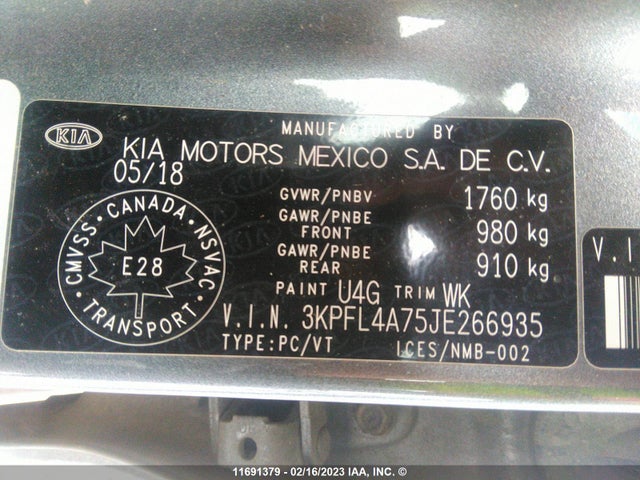 KIA
MANUFACTURED BY
KIA MOTORS MEXICO S.A. DE C.V.
05/18
GVWR/PNBV 1760 kg
GAWR/PNBE FRONT 980 kg
GAWR/PNBE REAR 910 kg
CMVSS • CANADA • NSVAC • TRANSPORT •
E28
PAINT U4G TRIM WK
V.I.N. 3KPFL4A75JE266935
TYPE:PC/VT ICES/NMB-002
V.I
11691379 - 02/16/2023 IAA, INC. ©